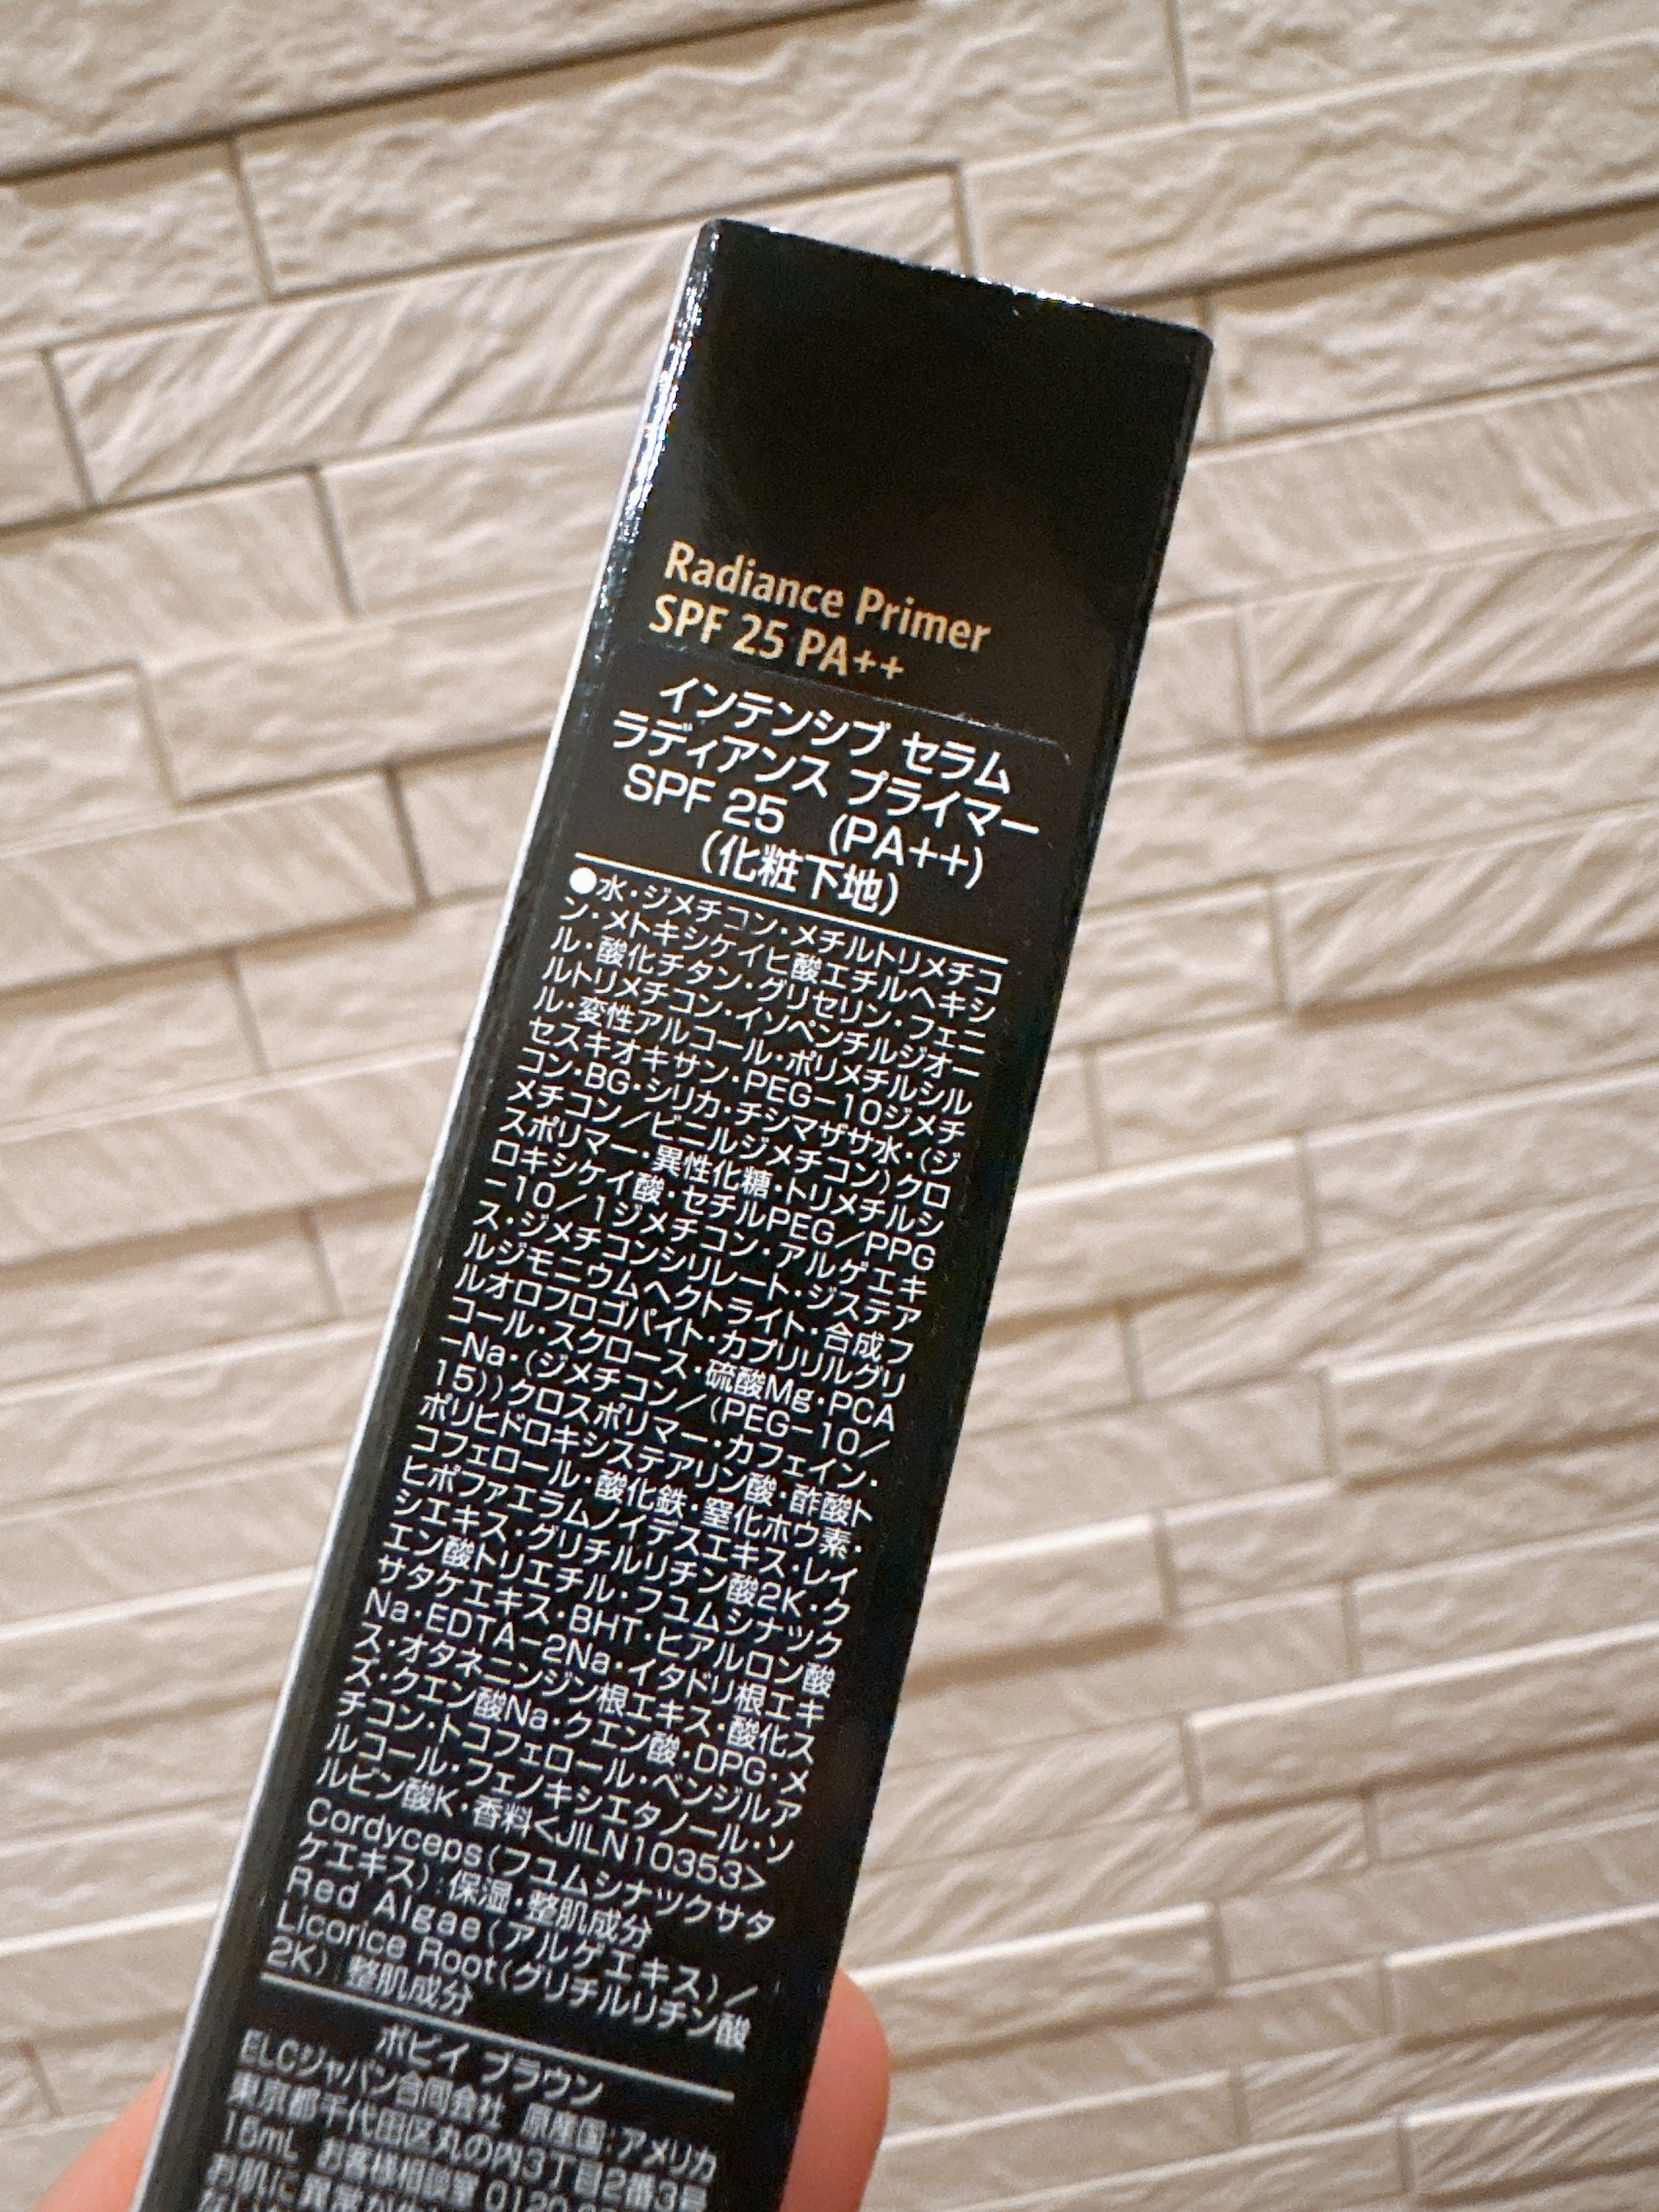 Radiance Primer
SPF 25 PA++
インテンシブ セラム
ラディアンス プライマー
SPF 25 (PA++)
(化粧下地)
●水・ジメチコン・メチルトリメチコ
ン・メトキシケイヒ酸エチルヘキシ
ル・酸化チタン・グリセリン・フェニ
ルトリメチコン・イソペンチルジオー
ル・変性アルコール・ポリメチルシル
セスキオキサン・PEG-10ジメチ
コン・BG・シリカ・チシマザサ水・(ジ
メチコン/ビニルジメチコン)クロ
スポリマー・異性化糖・トリメチルシ
ロキシケイ酸・セチルPEG/PPG
-10/1ジメチコン・アルゲエキ
ス・ジメチコンシリレート・ジステア
ルジモニウムヘクトライト・合成フ
ルオロフロゴパイト・カプリリルグリ
コール・スクロース・硫酸Mg・PCA
-Na・(ジメチコン/(PEG-10/
15))クロスポリマー・カフェイン・
ポリヒドロキシステアリン酸・酢酸ト
コフェロール・酸化鉄・窒化ホウ素・
ヒポファエラムノイデスエキス・レイ
シエキス・グリチルリチン酸2K・ク
エン酸トリエチル・フユムシナツク
サタケエキス・BHT・ヒアルロン酸
Na・EDTA-2Na・イタドリ根エキ
ス・オタネニンジン根エキス・酸化ス
ズ・クエン酸Na・クエン酸・DPG・メ
チコン・トコフェロール・ベンジルア
ルコール・フェノキシエタノール・ソ
ルビン酸K・香料<JILN10353>
Cordyceps(フユムシナツクサタ
ケエキス):保湿・整肌成分
Red Algae(アルゲエキス)/
Licorice Root(グリチルリチン酸
2K):整肌成分
ボビイ ブラウン
ELCジャパン合同会社 原産国:アメリカ
東京都千代田区丸の内3丁目2番3号
15mL お客様相談室 0120-
お肌に異常が